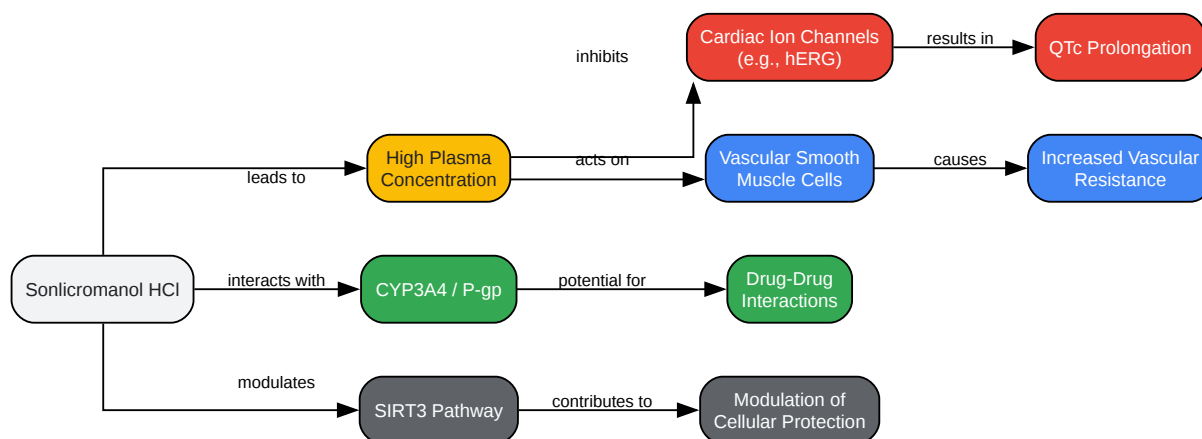 inhibits
Cardiac Ion Channels
(e.g., hERG)
results in
QTc Prolongation
leads to
High Plasma
Concentration
acts on
Vascular Smooth
Muscle Cells
causes
Increased Vascular
Resistance
Sonlicromanol HCl
interacts with
CYP3A4 / P-gp
potential for
Drug-Drug
Interactions
modulates
SIRT3 Pathway
contributes to
Modulation of
Cellular Protection